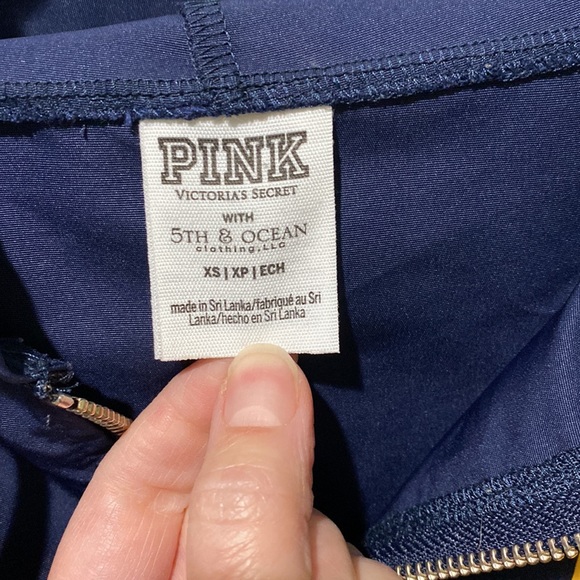 PINK
VICTORIA'S SECRET
WITH
5TH & OCEAN
clothing, LLC
XS | XP | ECH
made in Sri Lanka/fabriqué au Sri
Lanka/hecho en Sri Lanka